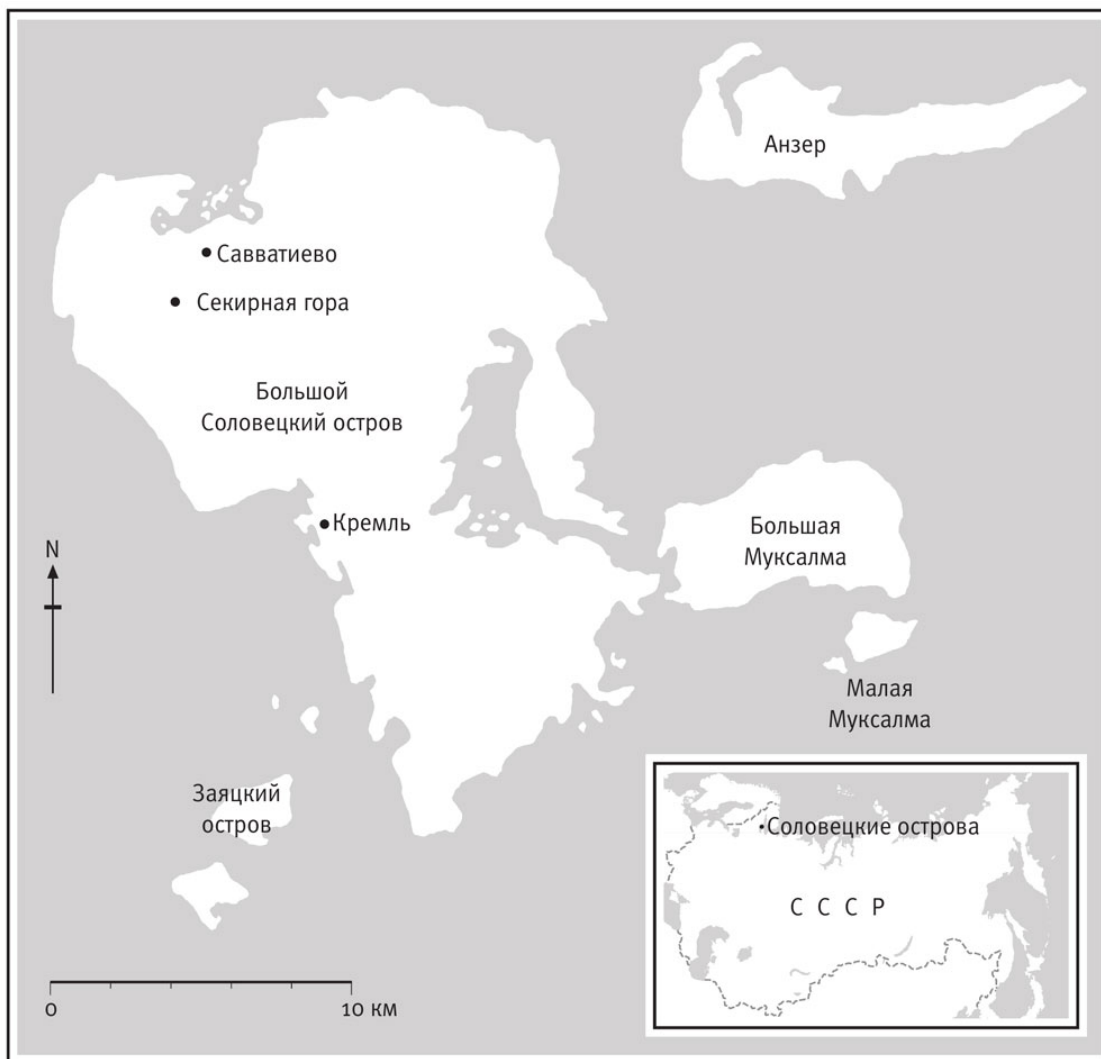 Анзер
Савватиево
Секирная гора
Большой
Соловецкий остров
Кремль
Большая
Муксалма
N
Малая
Муксалма
Заяцкий
остров
Соловецкие острова
С С С Р
0
10 км